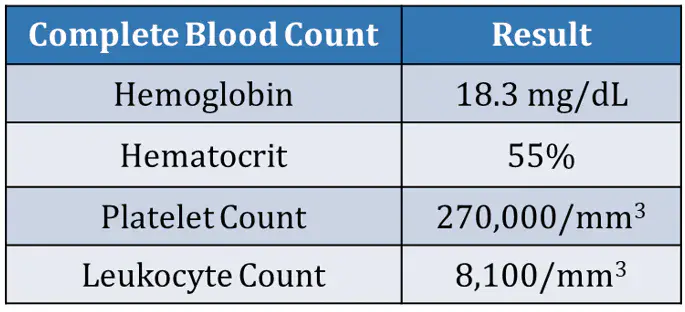 Complete Blood Count Result
Hemoglobin 18.3 mg/dL
Hematocrit 55%
Platelet Count 270,000/mm³
Leukocyte Count 8,100/mm³